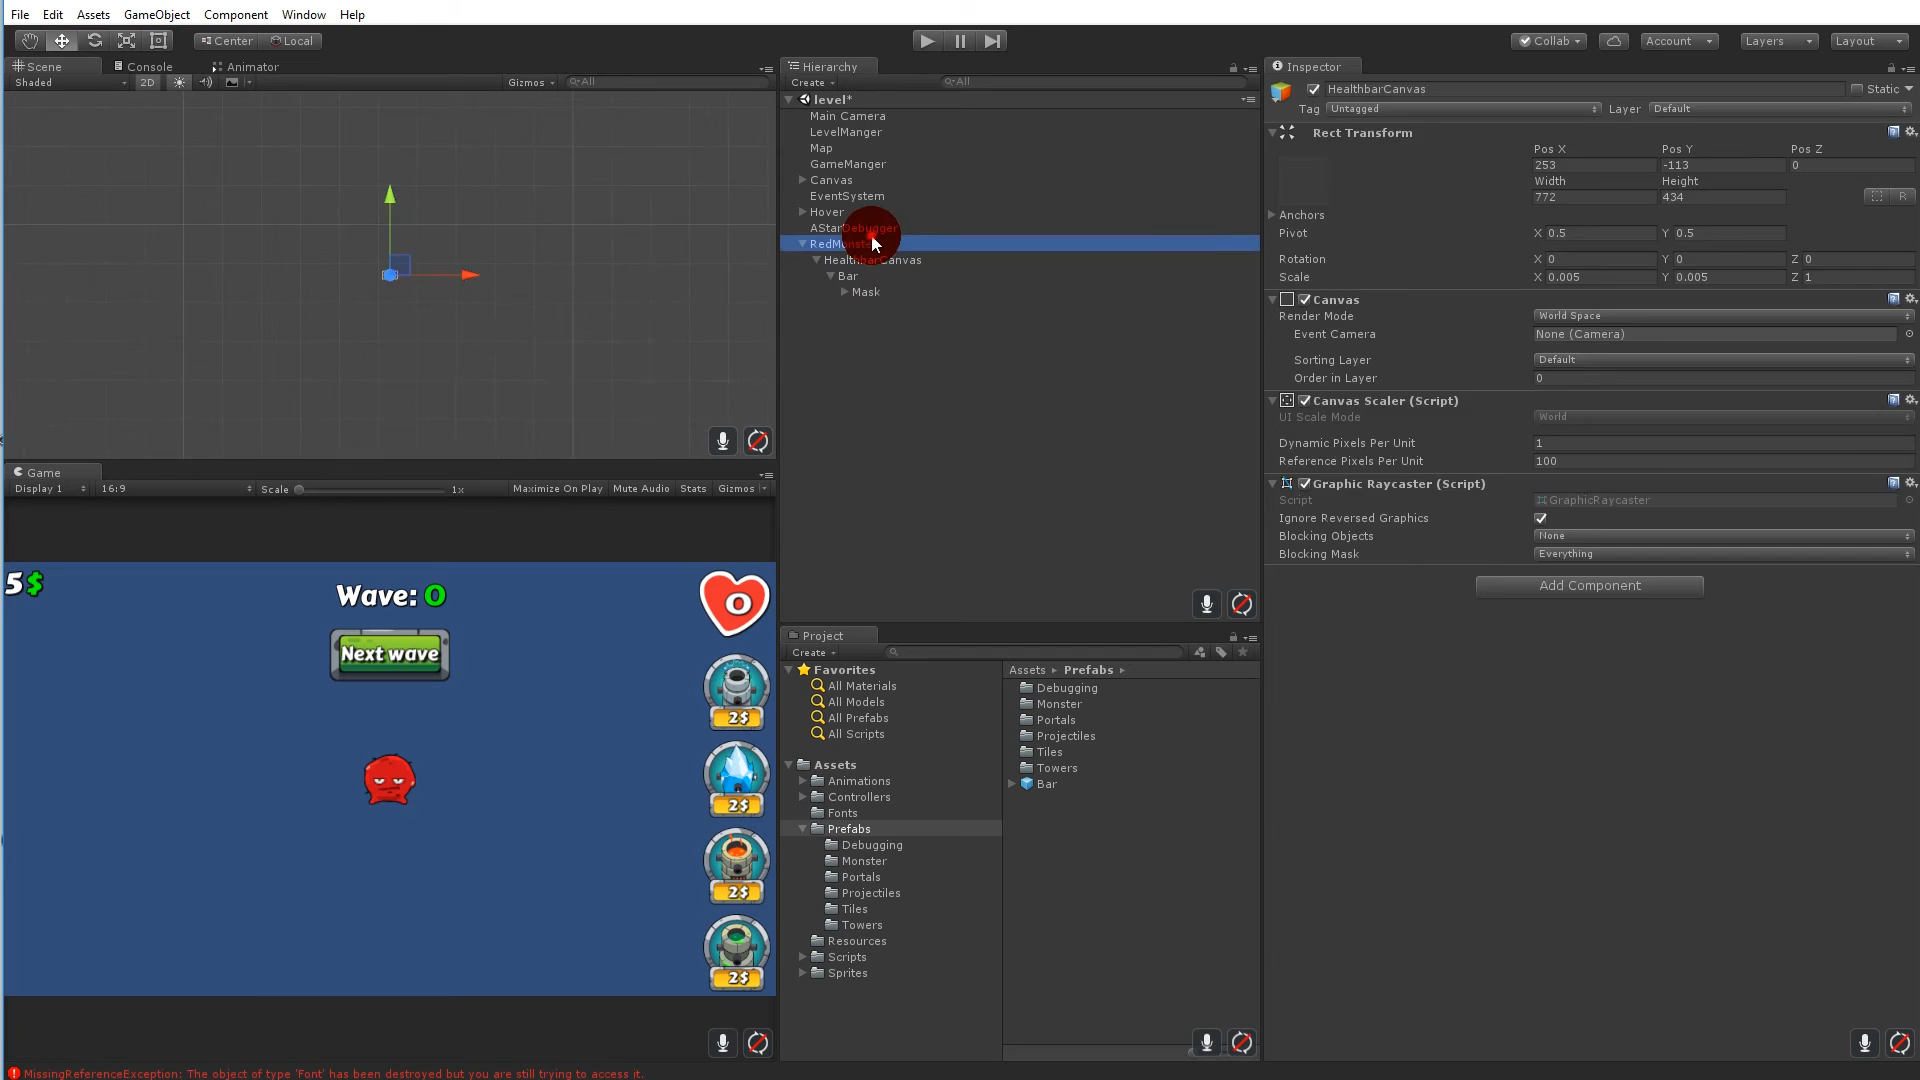 File Edit Assets GameObject Component Window Help
Center Local
Collab Account Layers Layout
Scene Console Animator
Shaded 2D Gizmos All
Hierarchy
Create All
level*
Main Camera
LevelManger
Map
GameManger
Canvas
EventSystem
Hover
AStarDebugger
RedMonster
HealthbarCanvas
Bar
Mask
Inspector
HealthbarCanvas Static
Tag Untagged Layer Default
Rect Transform
Pos X Pos Y Pos Z
253 -113 0
Width Height
772 434 R
Anchors
Pivot X 0.5 Y 0.5
Rotation X 0 Y 0 Z 0
Scale X 0.005 Y 0.005 Z 1
Canvas
Render Mode World Space
Event Camera None (Camera)
Sorting Layer Default
Order in Layer 0
Canvas Scaler (Script)
UI Scale Mode World
Dynamic Pixels Per Unit 1
Reference Pixels Per Unit 100
Graphic Raycaster (Script)
Script GraphicRaycaster
Ignore Reversed Graphics
Blocking Objects None
Blocking Mask Everything
Add Component
Game
Display 1 16:9 Scale 1x Maximize On Play Mute Audio Stats Gizmos
5$
Wave: 0
0
Next wave
2$
2$
2$
2$
Project
Create
Favorites
All Materials
All Models
All Prefabs
All Scripts
Assets
Animations
Controllers
Fonts
Prefabs
Debugging
Monster
Portals
Projectiles
Tiles
Towers
Resources
Scripts
Sprites
Assets Prefabs
Debugging
Monster
Portals
Projectiles
Tiles
Towers
Bar
MissingReferenceException: The object of type 'Font' has been destroyed but you are still trying to access it.